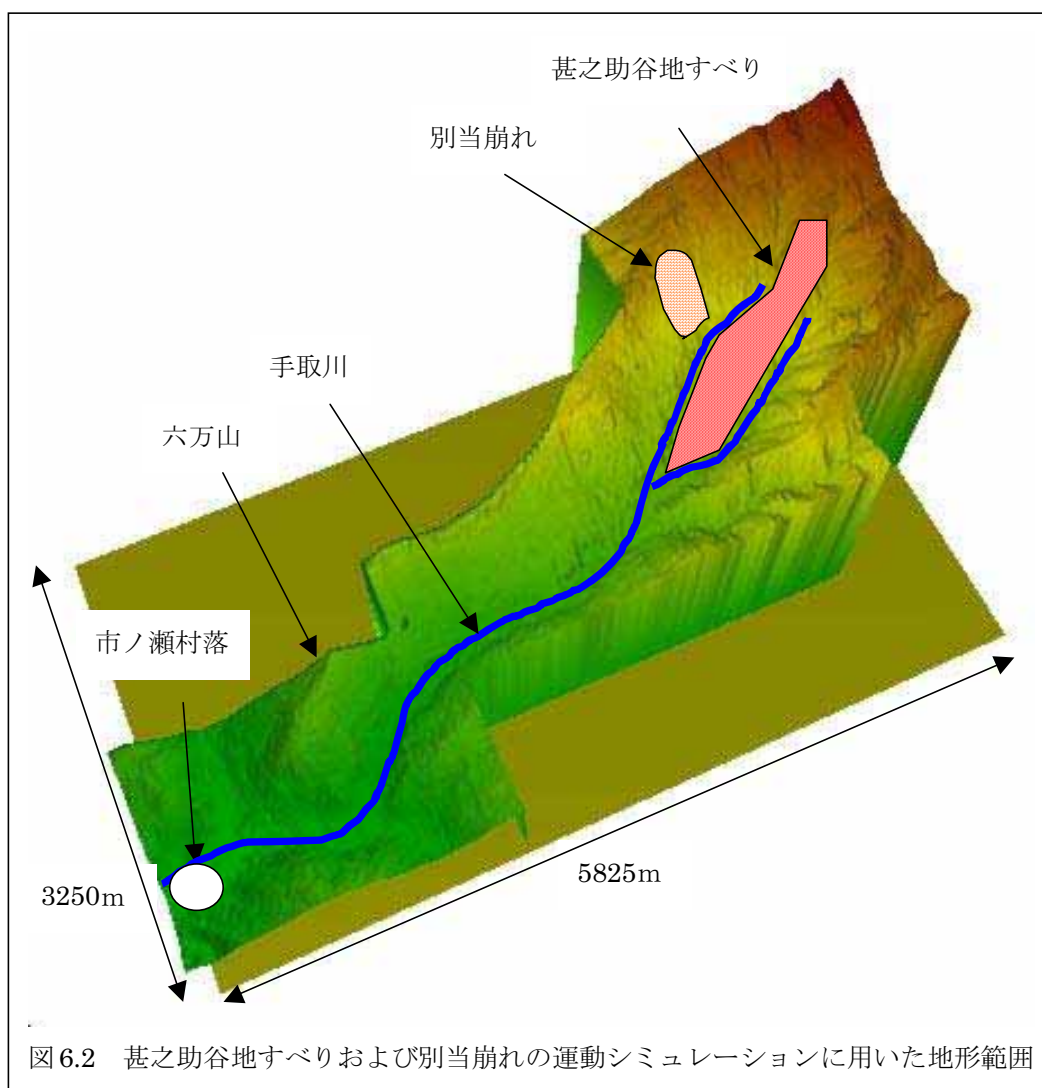 甚之助谷地すべり
別当崩れ
手取川
六万山
市ノ瀬村落
3250m
5825m
図6.2 甚之助谷地すべりおよび別当崩れの運動シミュレーションに用いた地形範囲